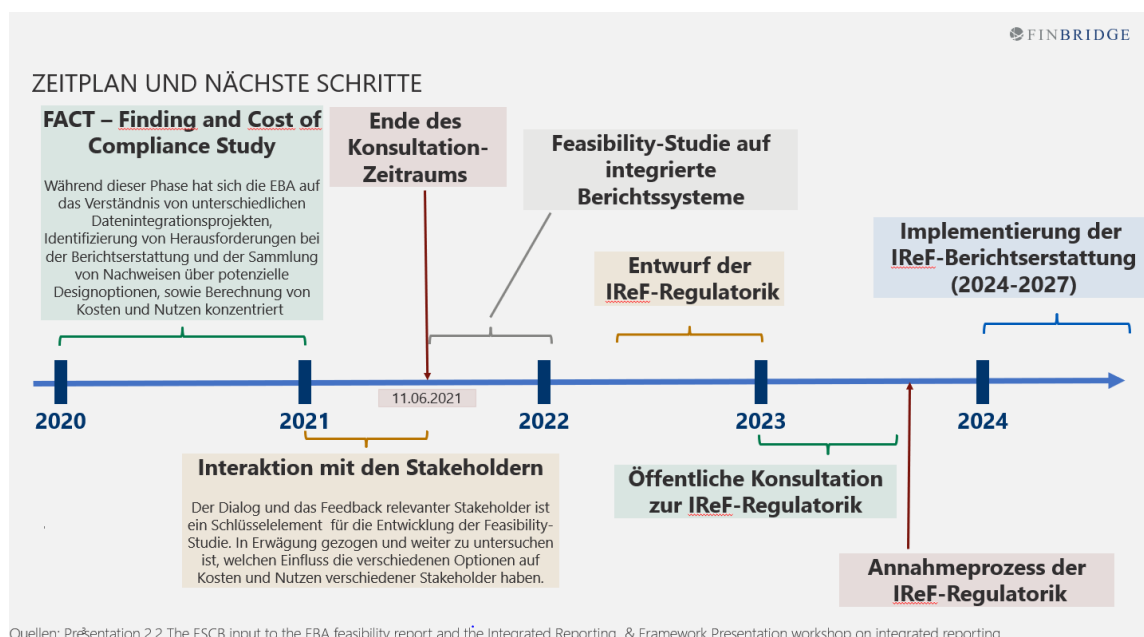 FINBRIDGE
ZEITPLAN UND NÄCHSTE SCHRITTE
FACT – Finding and Cost of
Compliance Study
Während dieser Phase hat sich die EBA auf
das Verständnis von unterschiedlichen
Datenintegrationsprojekten,
Identifizierung von Herausforderungen bei
der Berichtserstattung und der Sammlung
von Nachweisen über potenzielle
Designoptionen, sowie Berechnung von
Kosten und Nutzen konzentriert
Ende des
Konsultation-
Zeitraums
Feasibility-Studie auf
integrierte
Berichtssysteme
Entwurf der
IReF-Regulatorik
Implementierung der
IReF-Berichtserstattung
(2024-2027)
11.06.2021
2020
2021
2022
2023
2024
Interaktion mit den Stakeholdern
Der Dialog und das Feedback relevanter Stakeholder ist
ein Schlüsselelement für die Entwicklung der Feasibility-
Studie. In Erwägung gezogen und weiter zu untersuchen
ist, welchen Einfluss die verschiedenen Optionen auf
Kosten und Nutzen verschiedener Stakeholder haben.
Öffentliche Konsultation
zur IReF-Regulatorik
Annahmeprozess der
IReF-Regulatorik
Quellen: Presentation 2.2 The ESCB input to the EBA feasibility report and the Integrated Reporting & Framework Presentation workshop on integrated reporting